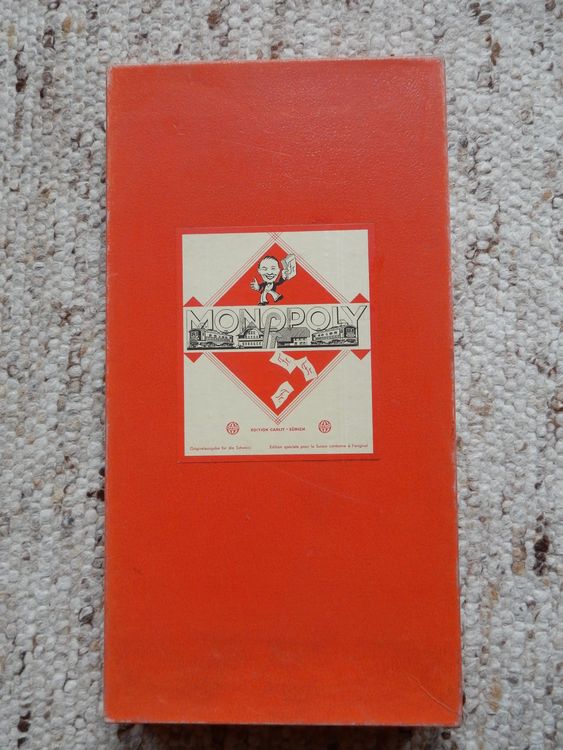 MONOPOLY
EDITION CARLIT - ZÜRICH
Originalausgabe für die Schweiz Edition spéciale pour la Suisse conforme à l'original